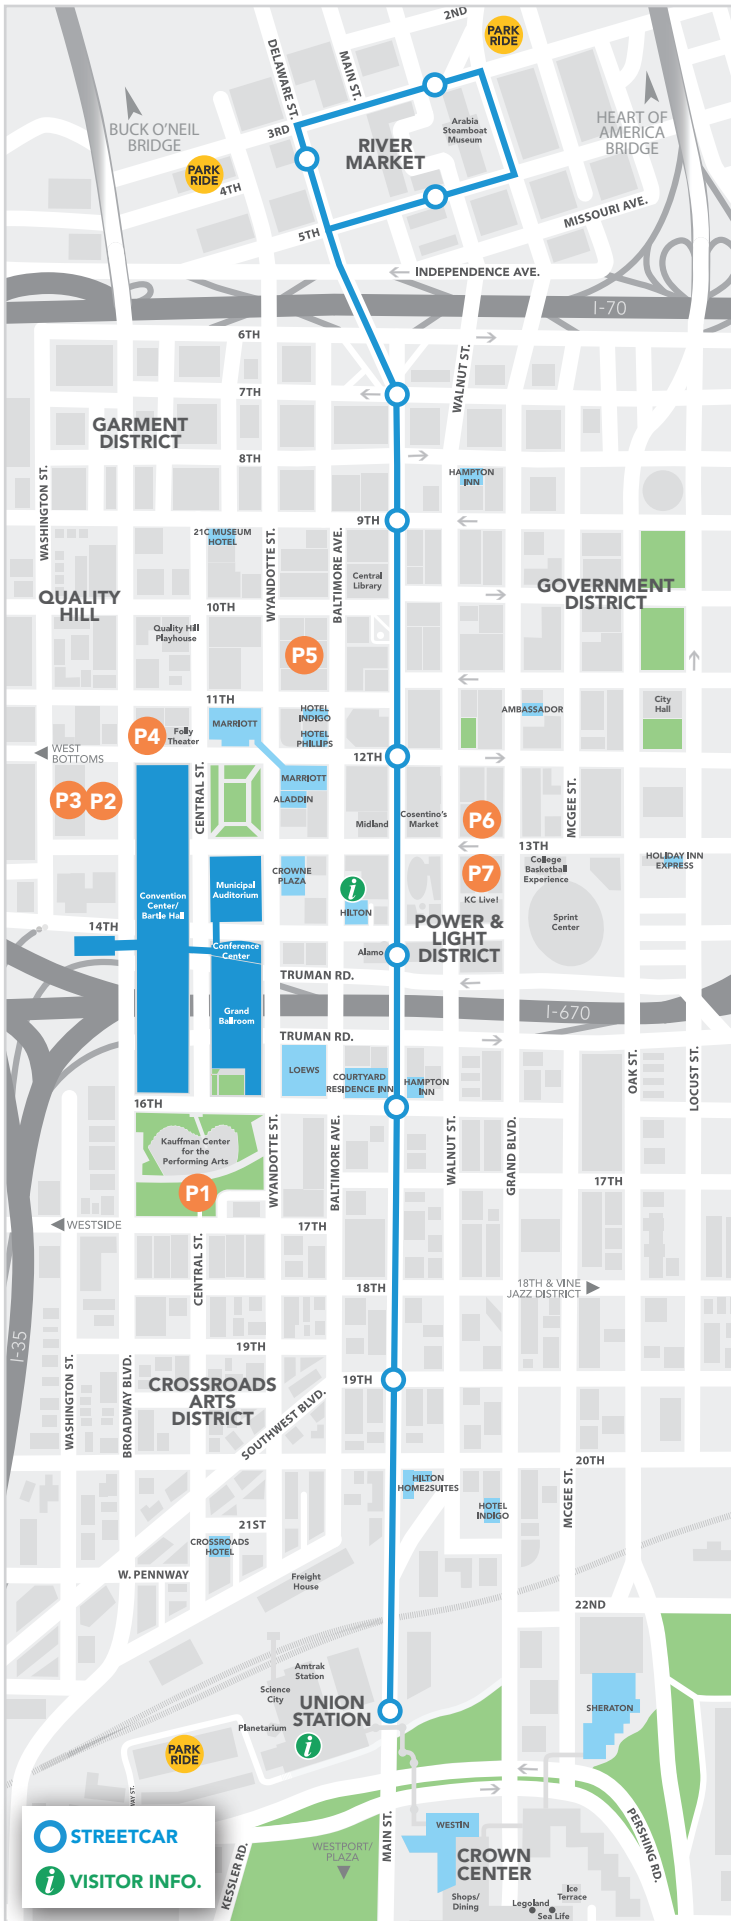 2ND
PARK
RIDE
DELAWARE ST.
MAIN ST.
BUCK O'NEIL
BRIDGE
3RD
RIVER
MARKET
Arabia
Steamboat
Museum
HEART OF
AMERICA
BRIDGE
PARK
RIDE
4TH
5TH
MISSOURI AVE.
INDEPENDENCE AVE.
I-70
6TH
7TH
WALNUT ST.
GARMENT
DISTRICT
8TH
HAMPTON
INN
WASHINGTON ST.
9TH
21C MUSEUM
HOTEL
WYANDOTTE ST.
BALTIMORE AVE.
Central
Library
QUALITY
HILL
GOVERNMENT
DISTRICT
10TH
Quality Hill
Playhouse
P5
11TH
MARRIOTT
HOTEL
INDIGO
HOTEL
PHILLIPS
AMBASSADOR
City
Hall
P4
Folly
Theater
WEST
BOTTOMS
12TH
P3
P2
CENTRAL ST.
MARRIOTT
ALADDIN
Midland
Cosentino's
Market
P6
MCGEE ST.
13TH
Convention
Center/
Bartle Hall
Municipal
Auditorium
CROWNE
PLAZA
HILTON
P7
KC Live!
College
Basketball
Experience
HOLIDAY INN
EXPRESS
14TH
Conference
Center
Alamo
POWER &
LIGHT
DISTRICT
Sprint
Center
TRUMAN RD.
Grand
Ballroom
I-670
TRUMAN RD.
LOEWS
COURTYARD
RESIDENCE INN
HAMPTON
INN
OAK ST.
LOCUST ST.
16TH
Kauffman Center
for the
Performing Arts
WYANDOTTE ST.
BALTIMORE AVE.
WALNUT ST.
GRAND BLVD.
P1
17TH
WESTSIDE
17TH
CENTRAL ST.
18TH
18TH & VINE
JAZZ DISTRICT
I-35
19TH
WASHINGTON ST.
BROADWAY BLVD.
CROSSROADS
ARTS
DISTRICT
19TH
SOUTHWEST BLVD.
20TH
HILTON
HOME2SUITES
HOTEL
INDIGO
MCGEE ST.
21ST
CROSSROADS
HOTEL
W. PENNWAY
Freight
House
22ND
Amtrak
Station
Science
City
UNION
STATION
Planetarium
SHERATON
PARK
RIDE
STREETCAR
VISITOR INFO.
KESSLER RD.
WESTPORT/
PLAZA
MAIN ST.
WESTIN
CROWN
CENTER
PERSHING RD.
Shops/
Dining
Legoland
Ice
Terrace
Sea Life